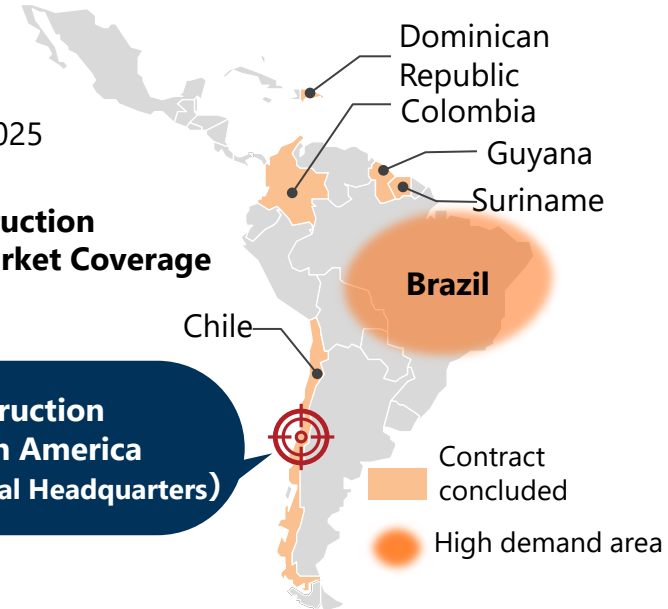 Dominican
Republic
Colombia
025
Guyana
Suriname
uction
rket Coverage
Brazil
Chile
ruction
n America
al Headquarters）
Contract
concluded
High demand area